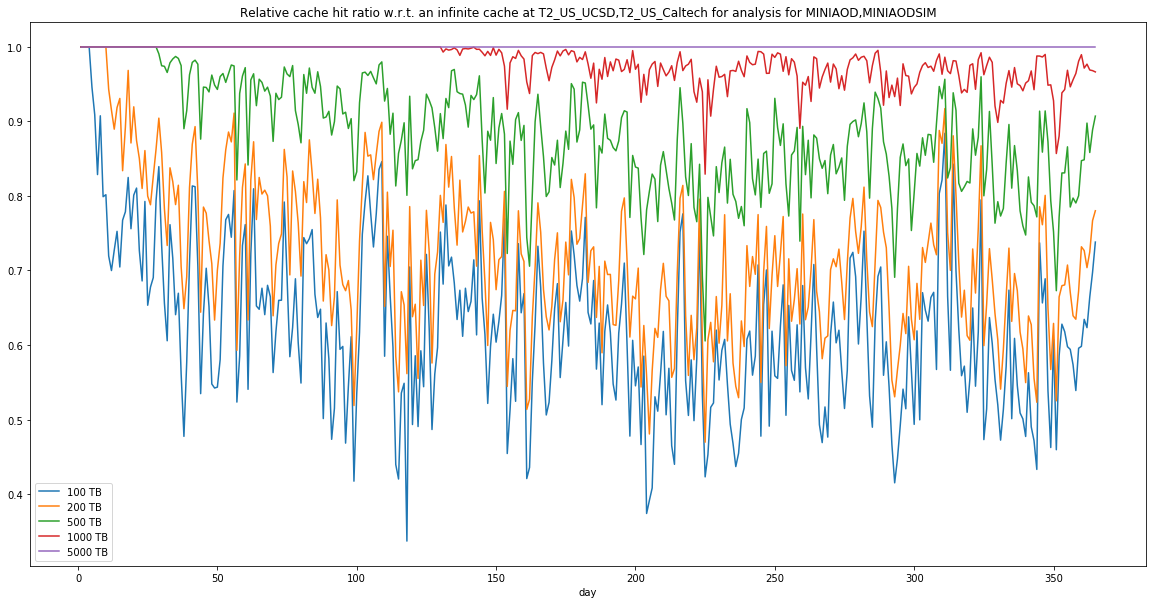 Relative cache hit ratio w.r.t. an infinite cache at T2_US_UCSD,T2_US_Caltech for analysis for MINIAOD,MINIAODSIM
1.0
0.9
0.8
0.7
0.6
0.5
0.4
100 TB
200 TB
500 TB
1000 TB
5000 TB
0 50 100 150 200 250 300 350
day